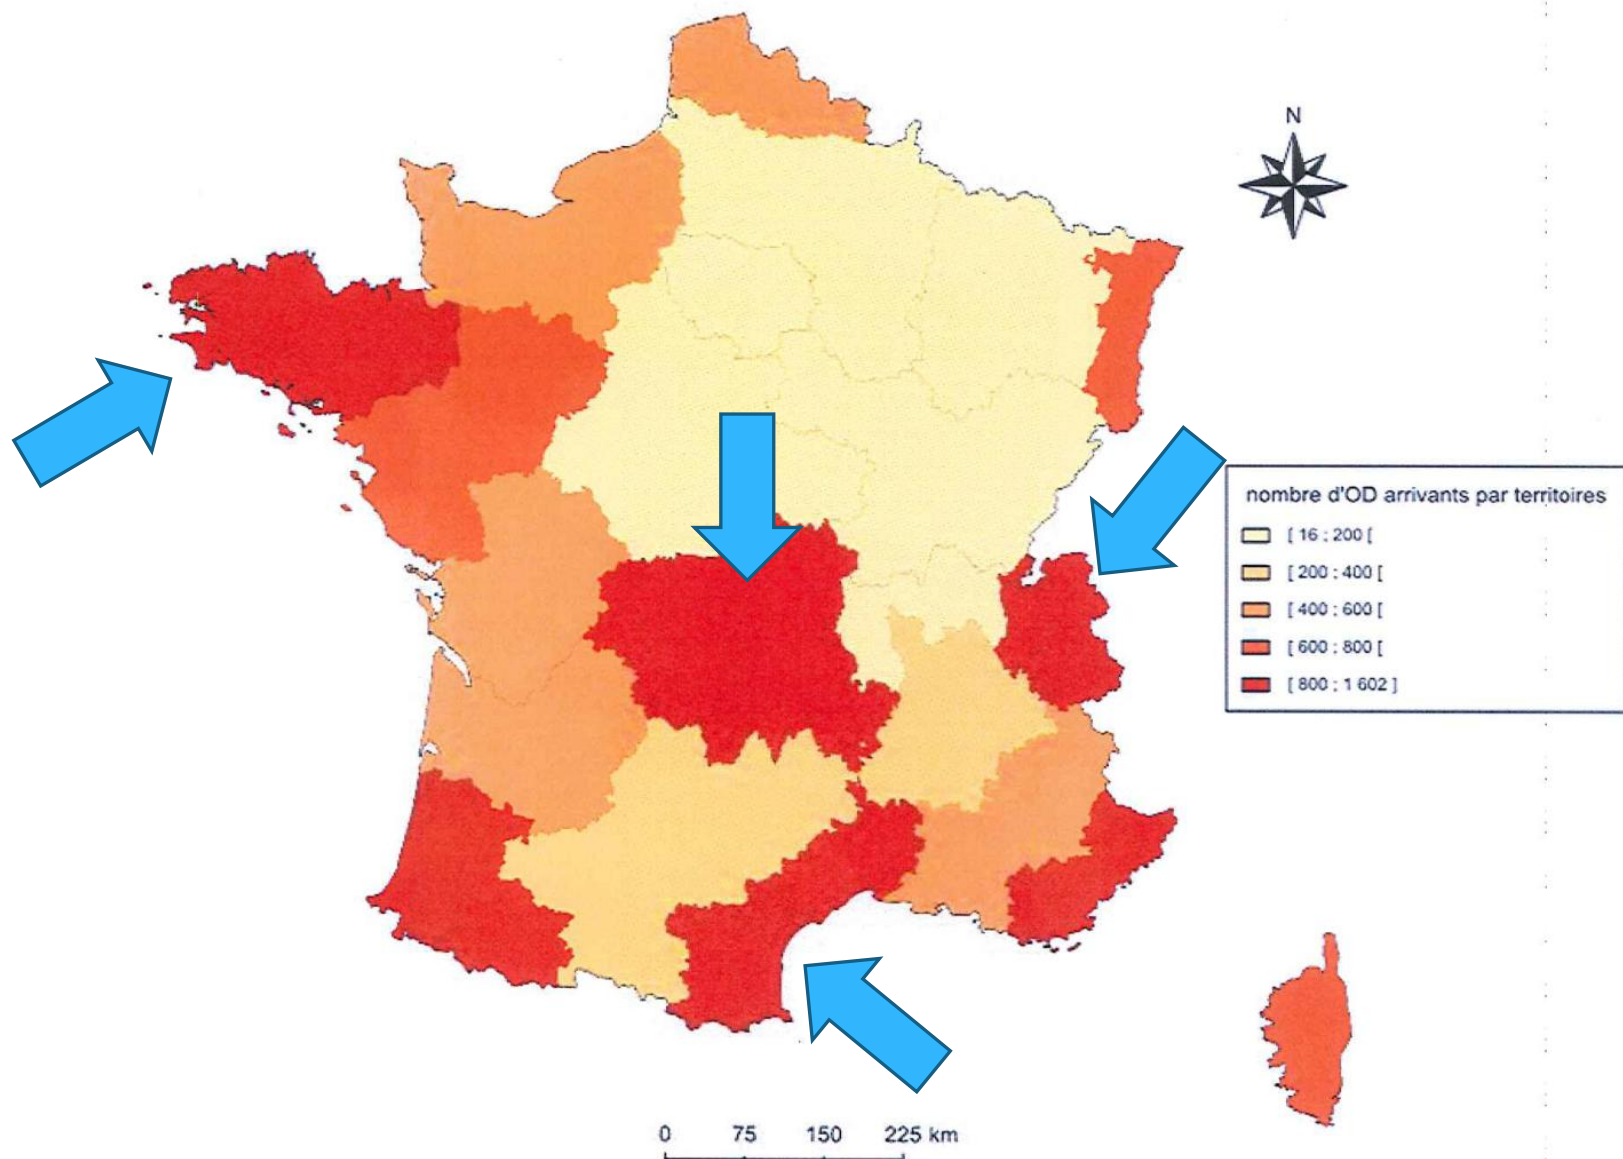 N
nombre d'OD arrivants par territoires
[ 16 ; 200 [
[ 200 ; 400 [
[ 400 ; 600 [
[ 600 ; 800 [
[ 800 ; 1 602 ]
0 75 150 225 km